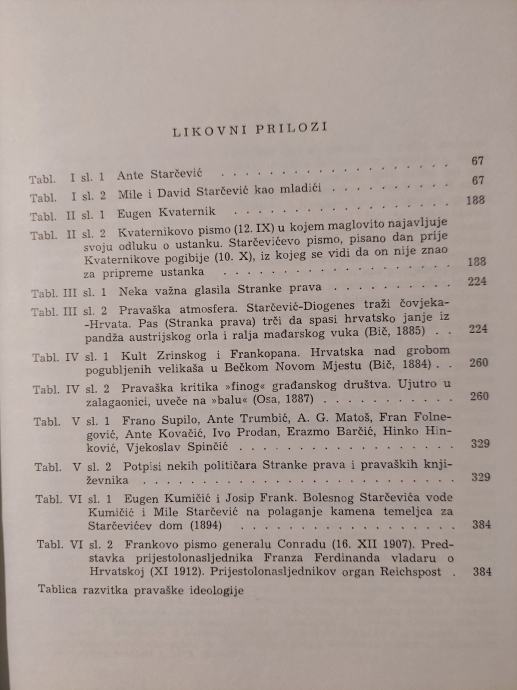 LIKOVNI PRILOZI
Tabl. I sl. 1 Ante Starčević . . . . . . . . . . . . . . . . 67
Tabl. I sl. 2 Mile i David Starčević kao mladići . . . . . . . . . 67
Tabl. II sl. 1 Eugen Kvaternik . . . . . . . . . . . . . . . . 188
Tabl. II sl. 2 Kvaternikovo pismo (12. IX) u kojem maglovito najavljuje
svoju odluku o ustanku. Starčevićevo pismo, pisano dan prije
Kvaternikove pogibije (10. X), iz kojeg se vidi da on nije znao
za pripreme ustanka . . . . . . . . . . . . . . . . 188
Tabl. III sl. 1 Neka važna glasila Stranke prava . . . . . . . . . 224
Tabl. III sl. 2 Pravaška atmosfera. Starčević-Diogenes traži čovjeka-
-Hrvata. Pas (Stranka prava) trči da spasi hrvatsko janje iz
pandža austrijskog orla i ralja mađarskog vuka (Bič, 1885) . . 224
Tabl. IV sl. 1 Kult Zrinskog i Frankopana. Hrvatska nad grobom
pogubljenih velikaša u Bečkom Novom Mjestu (Bič, 1884) . . 260
Tabl. IV sl. 2 Pravaška kritika »finog« građanskog društva. Ujutro u
zalagaonici, uveče na »balu« (Osa, 1887) . . . . . . . . . 260
Tabl. V sl. 1 Frano Supilo, Ante Trumbić, A. G. Matoš, Fran Folne-
gović, Ante Kovačić, Ivo Prodan, Erazmo Barčić, Hinko Hin-
ković, Vjekoslav Spinčić . . . . . . . . . . . . . . . 329
Tabl. V sl. 2 Potpisi nekih političara Stranke prava i pravaških knji-
ževnika . . . . . . . . . . . . . . . . . . . . . . 329
Tabl. VI sl. 1 Eugen Kumičić i Josip Frank. Bolesnog Starčevića vode
Kumičić i Mile Starčević na polaganje kamena temeljca za
Starčevićev dom (1894) . . . . . . . . . . . . . . . 384
Tabl. VI sl. 2 Frankovo pismo generalu Conradu (16. XII 1907). Pred-
stavka prijestolonasljednika Franza Ferdinanda vladaru o
Hrvatskoj (XI 1912). Prijestolonasljednikov organ Reichspost . 384
Tablica razvitka pravaške ideologije